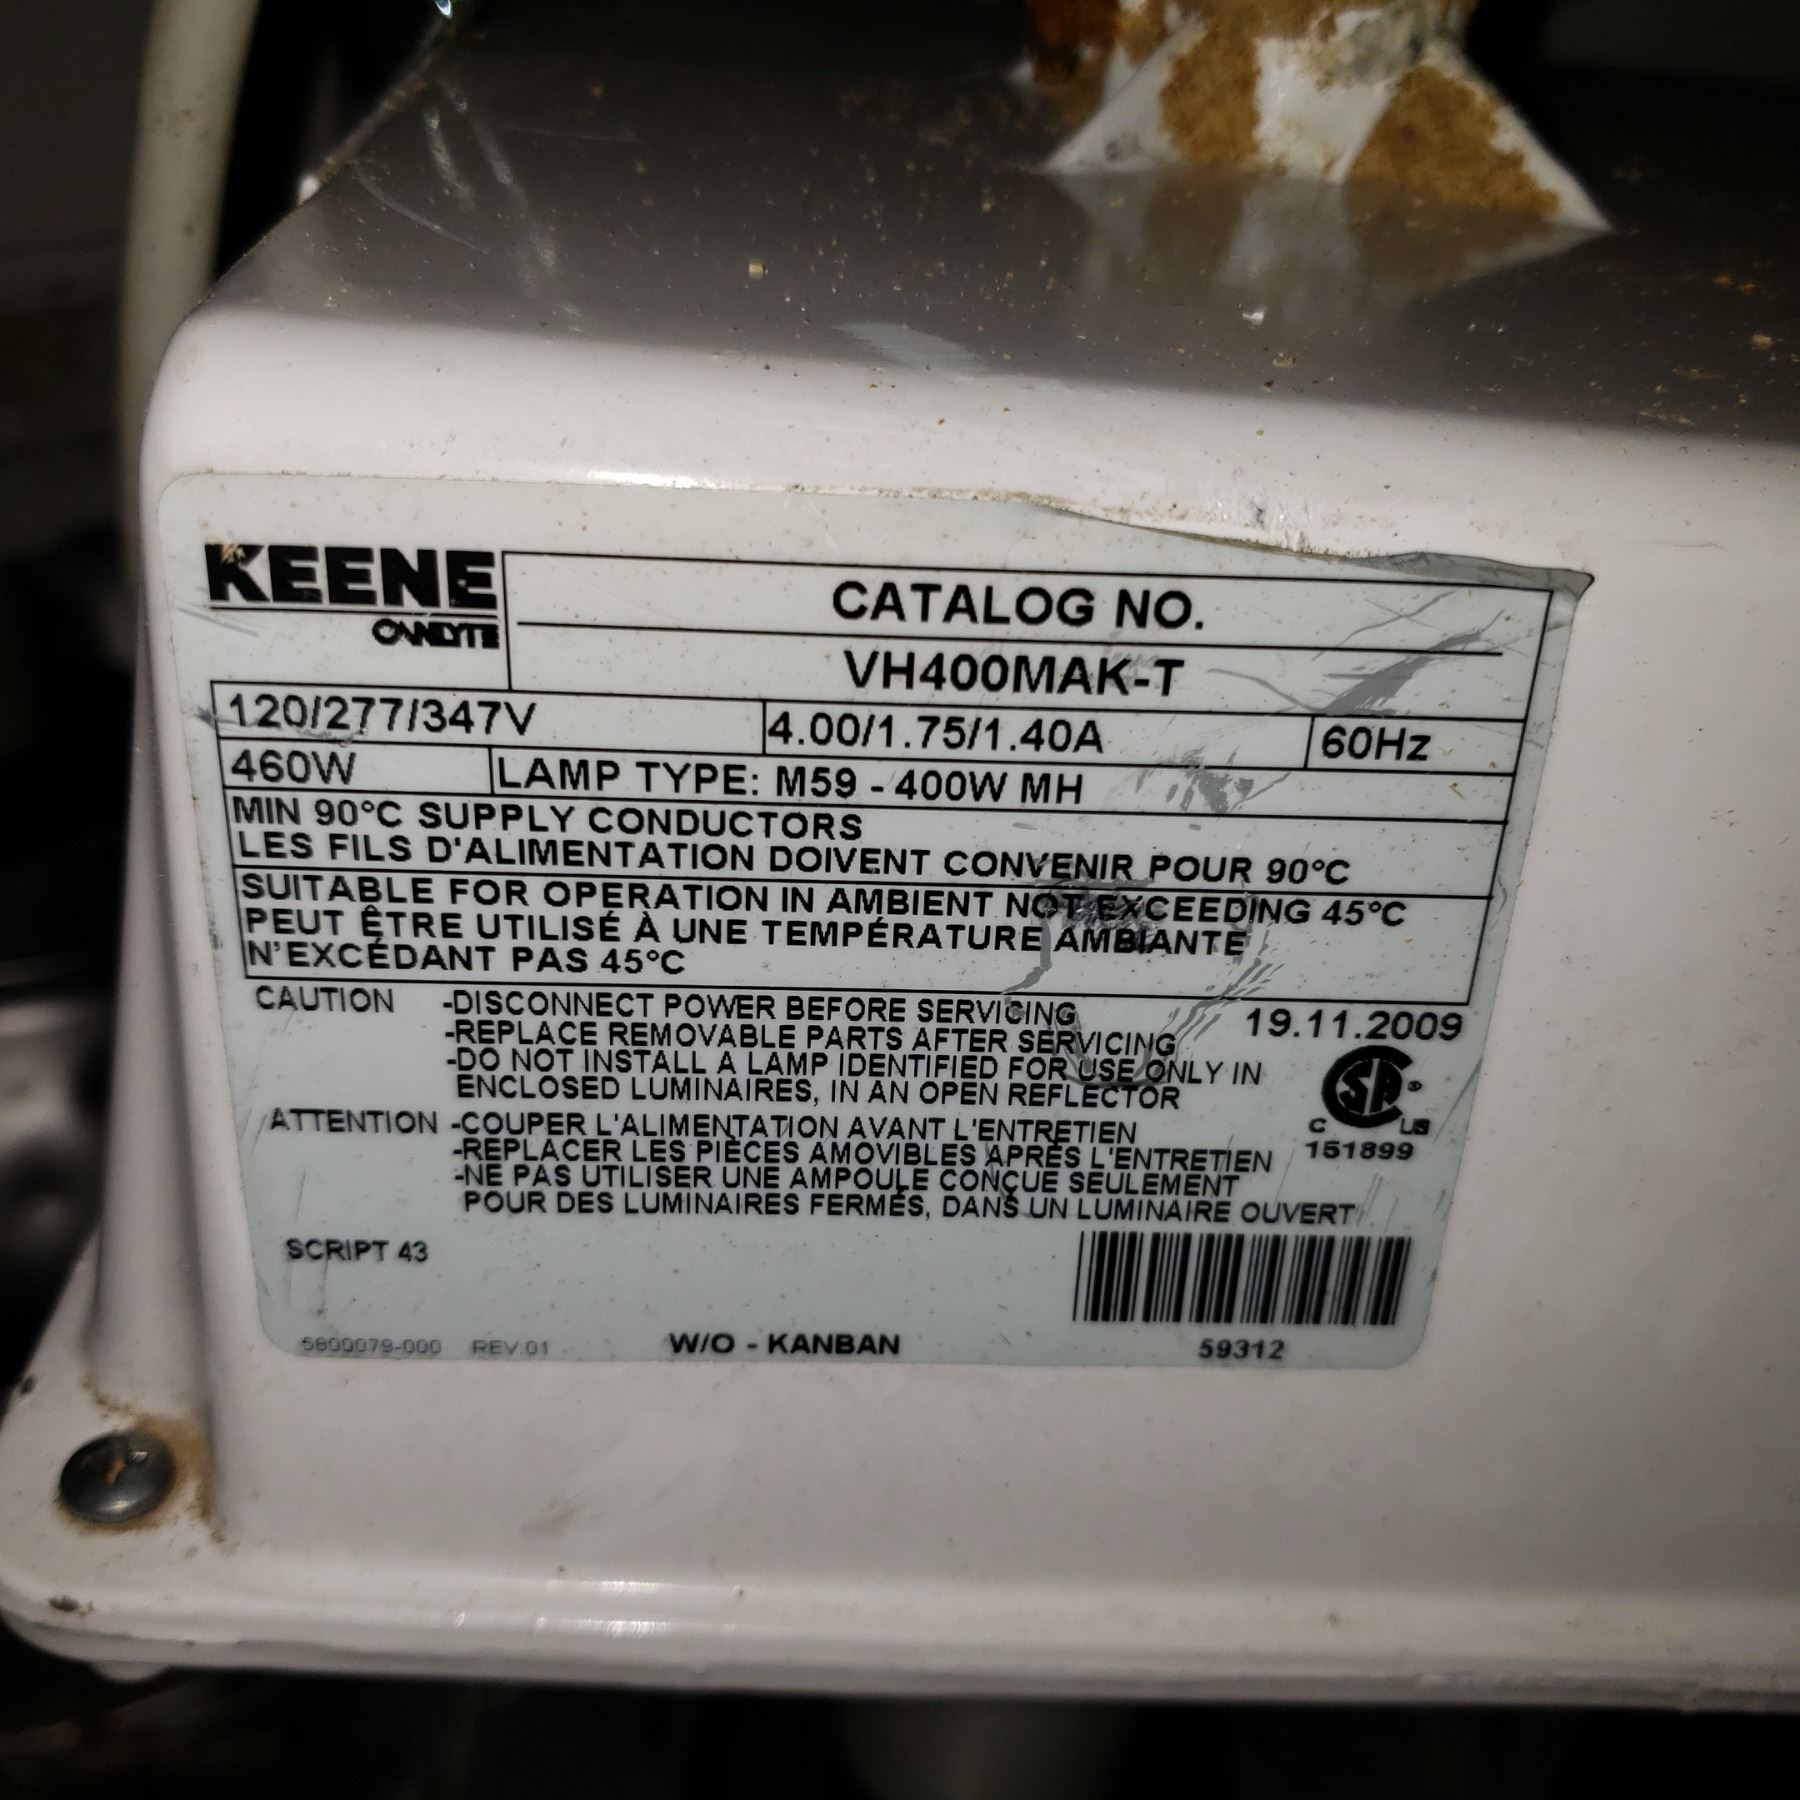 KEENE
CANLYTE
CATALOG NO.
VH400MAK-T
120/277/347V 4.00/1.75/1.40A 60Hz
460W LAMP TYPE: M59 - 400W MH
MIN 90°C SUPPLY CONDUCTORS
LES FILS D'ALIMENTATION DOIVENT CONVENIR POUR 90°C
SUITABLE FOR OPERATION IN AMBIENT NOT EXCEEDING 45°C
PEUT ÊTRE UTILISÉ À UNE TEMPÉRATURE AMBIANTE
N'EXCÉDANT PAS 45°C
CAUTION -DISCONNECT POWER BEFORE SERVICING
-REPLACE REMOVABLE PARTS AFTER SERVICING
-DO NOT INSTALL A LAMP IDENTIFIED FOR USE ONLY IN
ENCLOSED LUMINAIRES, IN AN OPEN REFLECTOR
19.11.2009
SA ®
C US
151899
ATTENTION -COUPER L'ALIMENTATION AVANT L'ENTRETIEN
-REPLACER LES PIÈCES AMOVIBLES APRÈS L'ENTRETIEN
-NE PAS UTILISER UNE AMPOULE CONÇUE SEULEMENT
POUR DES LUMINAIRES FERMÉS, DANS UN LUMINAIRE OUVERT
SCRIPT 43
5800079-000 REV.01 W/O - KANBAN 59312